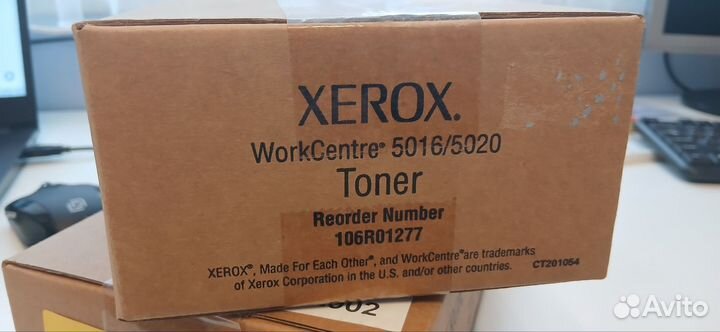 XEROX.
WorkCentre® 5016/5020
Toner
Reorder Number
106R01277
XEROX®, Made For Each Other®, and WorkCentre® are trademarks
of Xerox Corporation in the U.S. and/or other countries.
CT201054
Avito